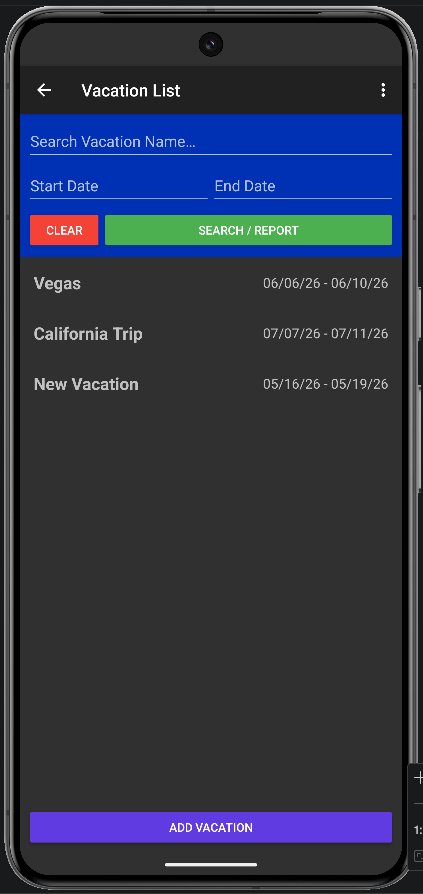 Vacation List
Search Vacation Name...
Start Date End Date
CLEAR SEARCH / REPORT
Vegas 06/06/26 - 06/10/26
California Trip 07/07/26 - 07/11/26
New Vacation 05/16/26 - 05/19/26
1:
ADD VACATION